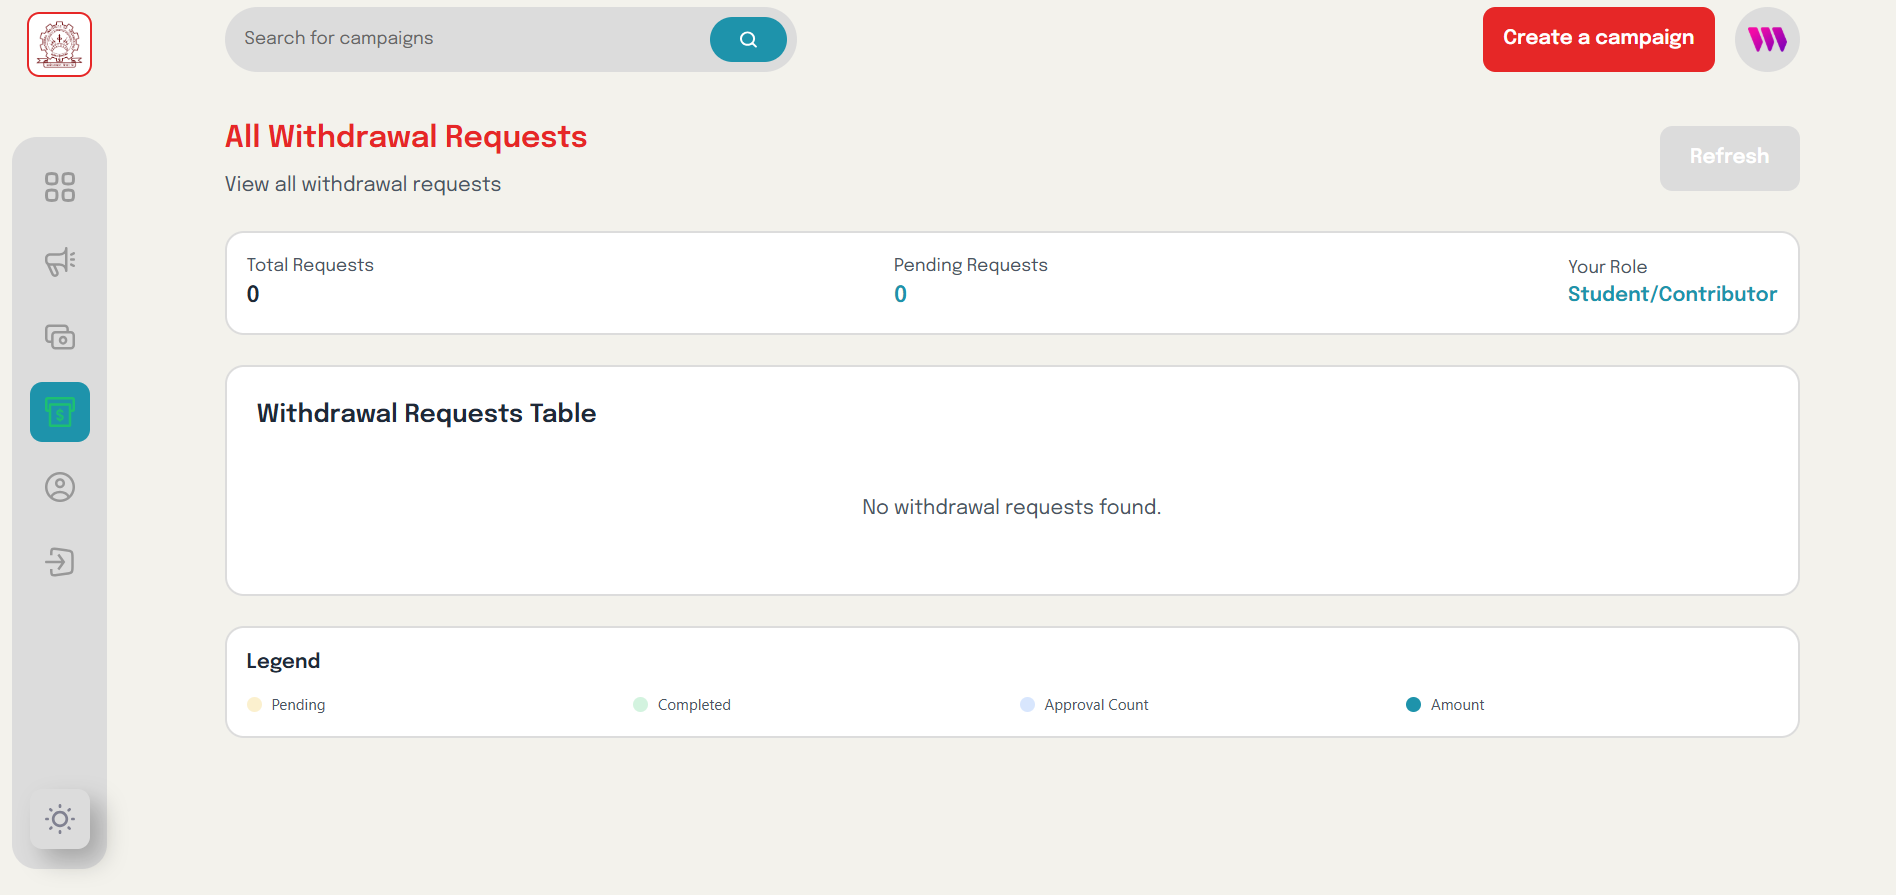 Search for campaigns
Create a campaign
All Withdrawal Requests
View all withdrawal requests
Refresh
Total Requests
0
Pending Requests
0
Your Role
Student/Contributor
Withdrawal Requests Table
No withdrawal requests found.
Legend
Pending
Completed
Approval Count
Amount